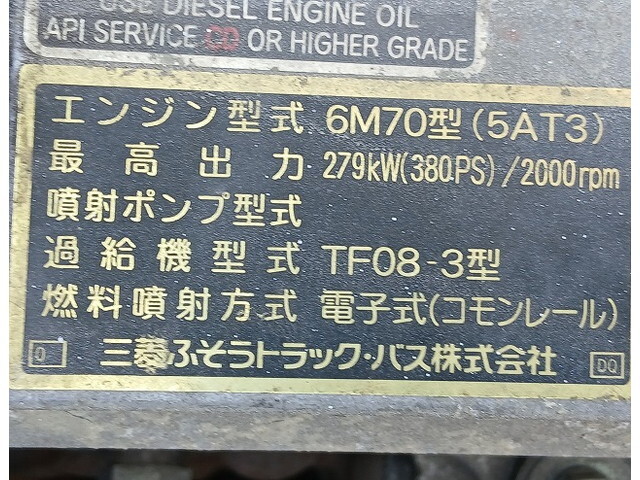 USE DIESEL ENGINE OIL
API SERVICE CD OR HIGHER GRADE
エンジン型式 6M70型(5AT3)
最高出力 279kW(380PS)/2000rpm
噴射ポンプ型式
過給機型式 TF08-3型
燃料噴射方式 電子式(コモンレール)
0 三菱ふそうトラック・バス株式会社 DQ